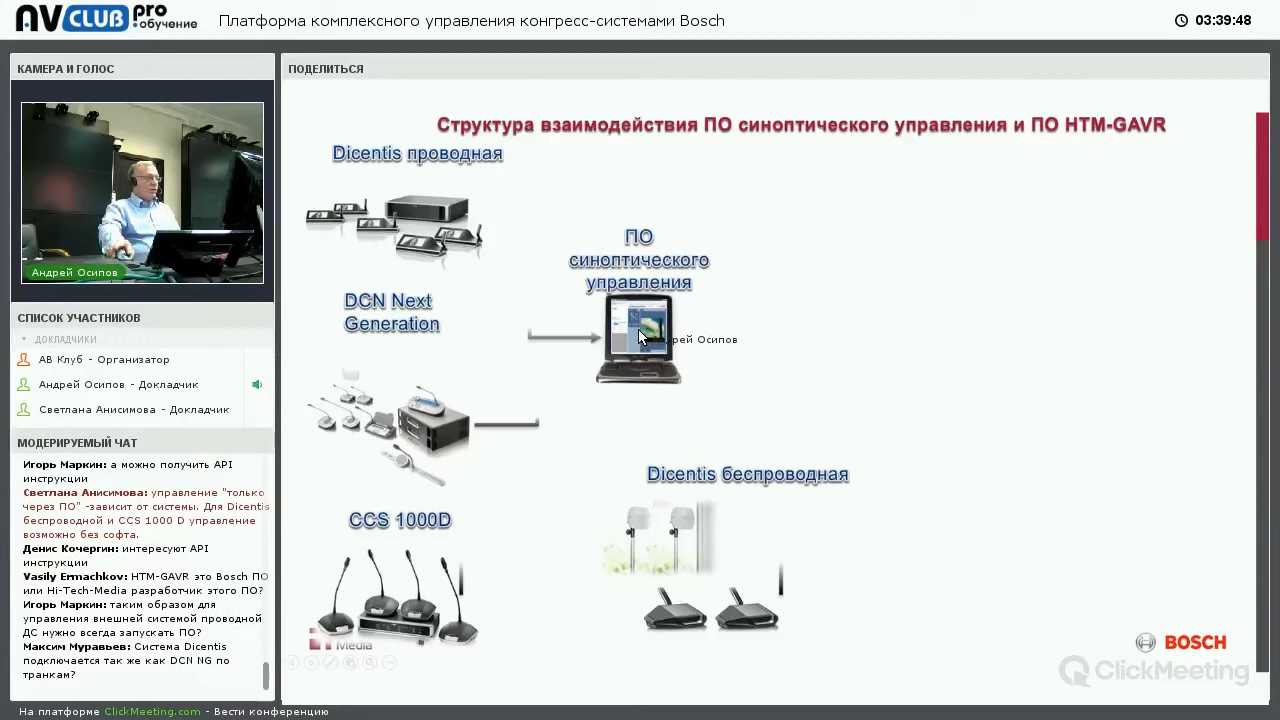 AVCLUB pro обучение
Платформа комплексного управления конгресс-системами Bosch
03:39:48
КАМЕРА И ГОЛОС
Андрей Осипов
СПИСОК УЧАСТНИКОВ
ДОКЛАДЧИКИ
АВ Клуб - Организатор
Андрей Осипов - Докладчик
Светлана Анисимова - Докладчик
МОДЕРИРУЕМЫЙ ЧАТ
Игорь Маркин: а можно получить API
инструкции
Светлана Анисимова: управление "только
через ПО" -зависит от системы. Для Dicentis
беспроводной и CCS 1000 D управление
возможно без софта.
Денис Кочергин: интересуют API
инструкции
Vasily Ermachkov: HTM-GAVR это Bosch ПО
или Hi-Tech-Media разработчик этого ПО?
Игорь Маркин: таким образом для
управления внешней системой проводной
ДС нужно всегда запускать ПО?
Максим Муравьев: Система Dicentis
подключается так же как DCN NG по
транкам?
ПОДЕЛИТЬСЯ
Структура взаимодействия ПО синоптического управления и ПО HTM-GAVR
Dicentis проводная
ПО
синоптического
управления
DCN Next
Generation
рей Осипов
Dicentis беспроводная
CCS 1000D
Media
BOSCH
ClickMeeting
На платформе ClickMeeting.com - Вести конференцию